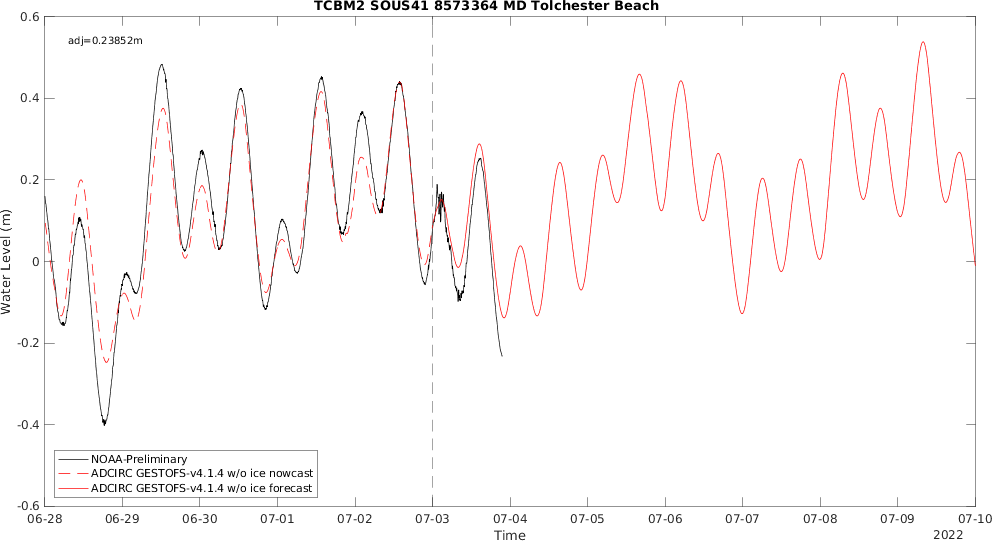 TCBM2 SOUS41 8573364 MD Tolchester Beach
adj=0.23852m
0.6
0.4
0.2
0
-0.2
-0.4
-0.6
Water Level (m)
NOAA-Preliminary
ADCIRC GESTOFS-v4.1.4 w/o ice nowcast
ADCIRC GESTOFS-v4.1.4 w/o ice forecast
06-28 06-29 06-30 07-01 07-02 07-03 07-04 07-05 07-06 07-07 07-08 07-09 07-10
Time
2022